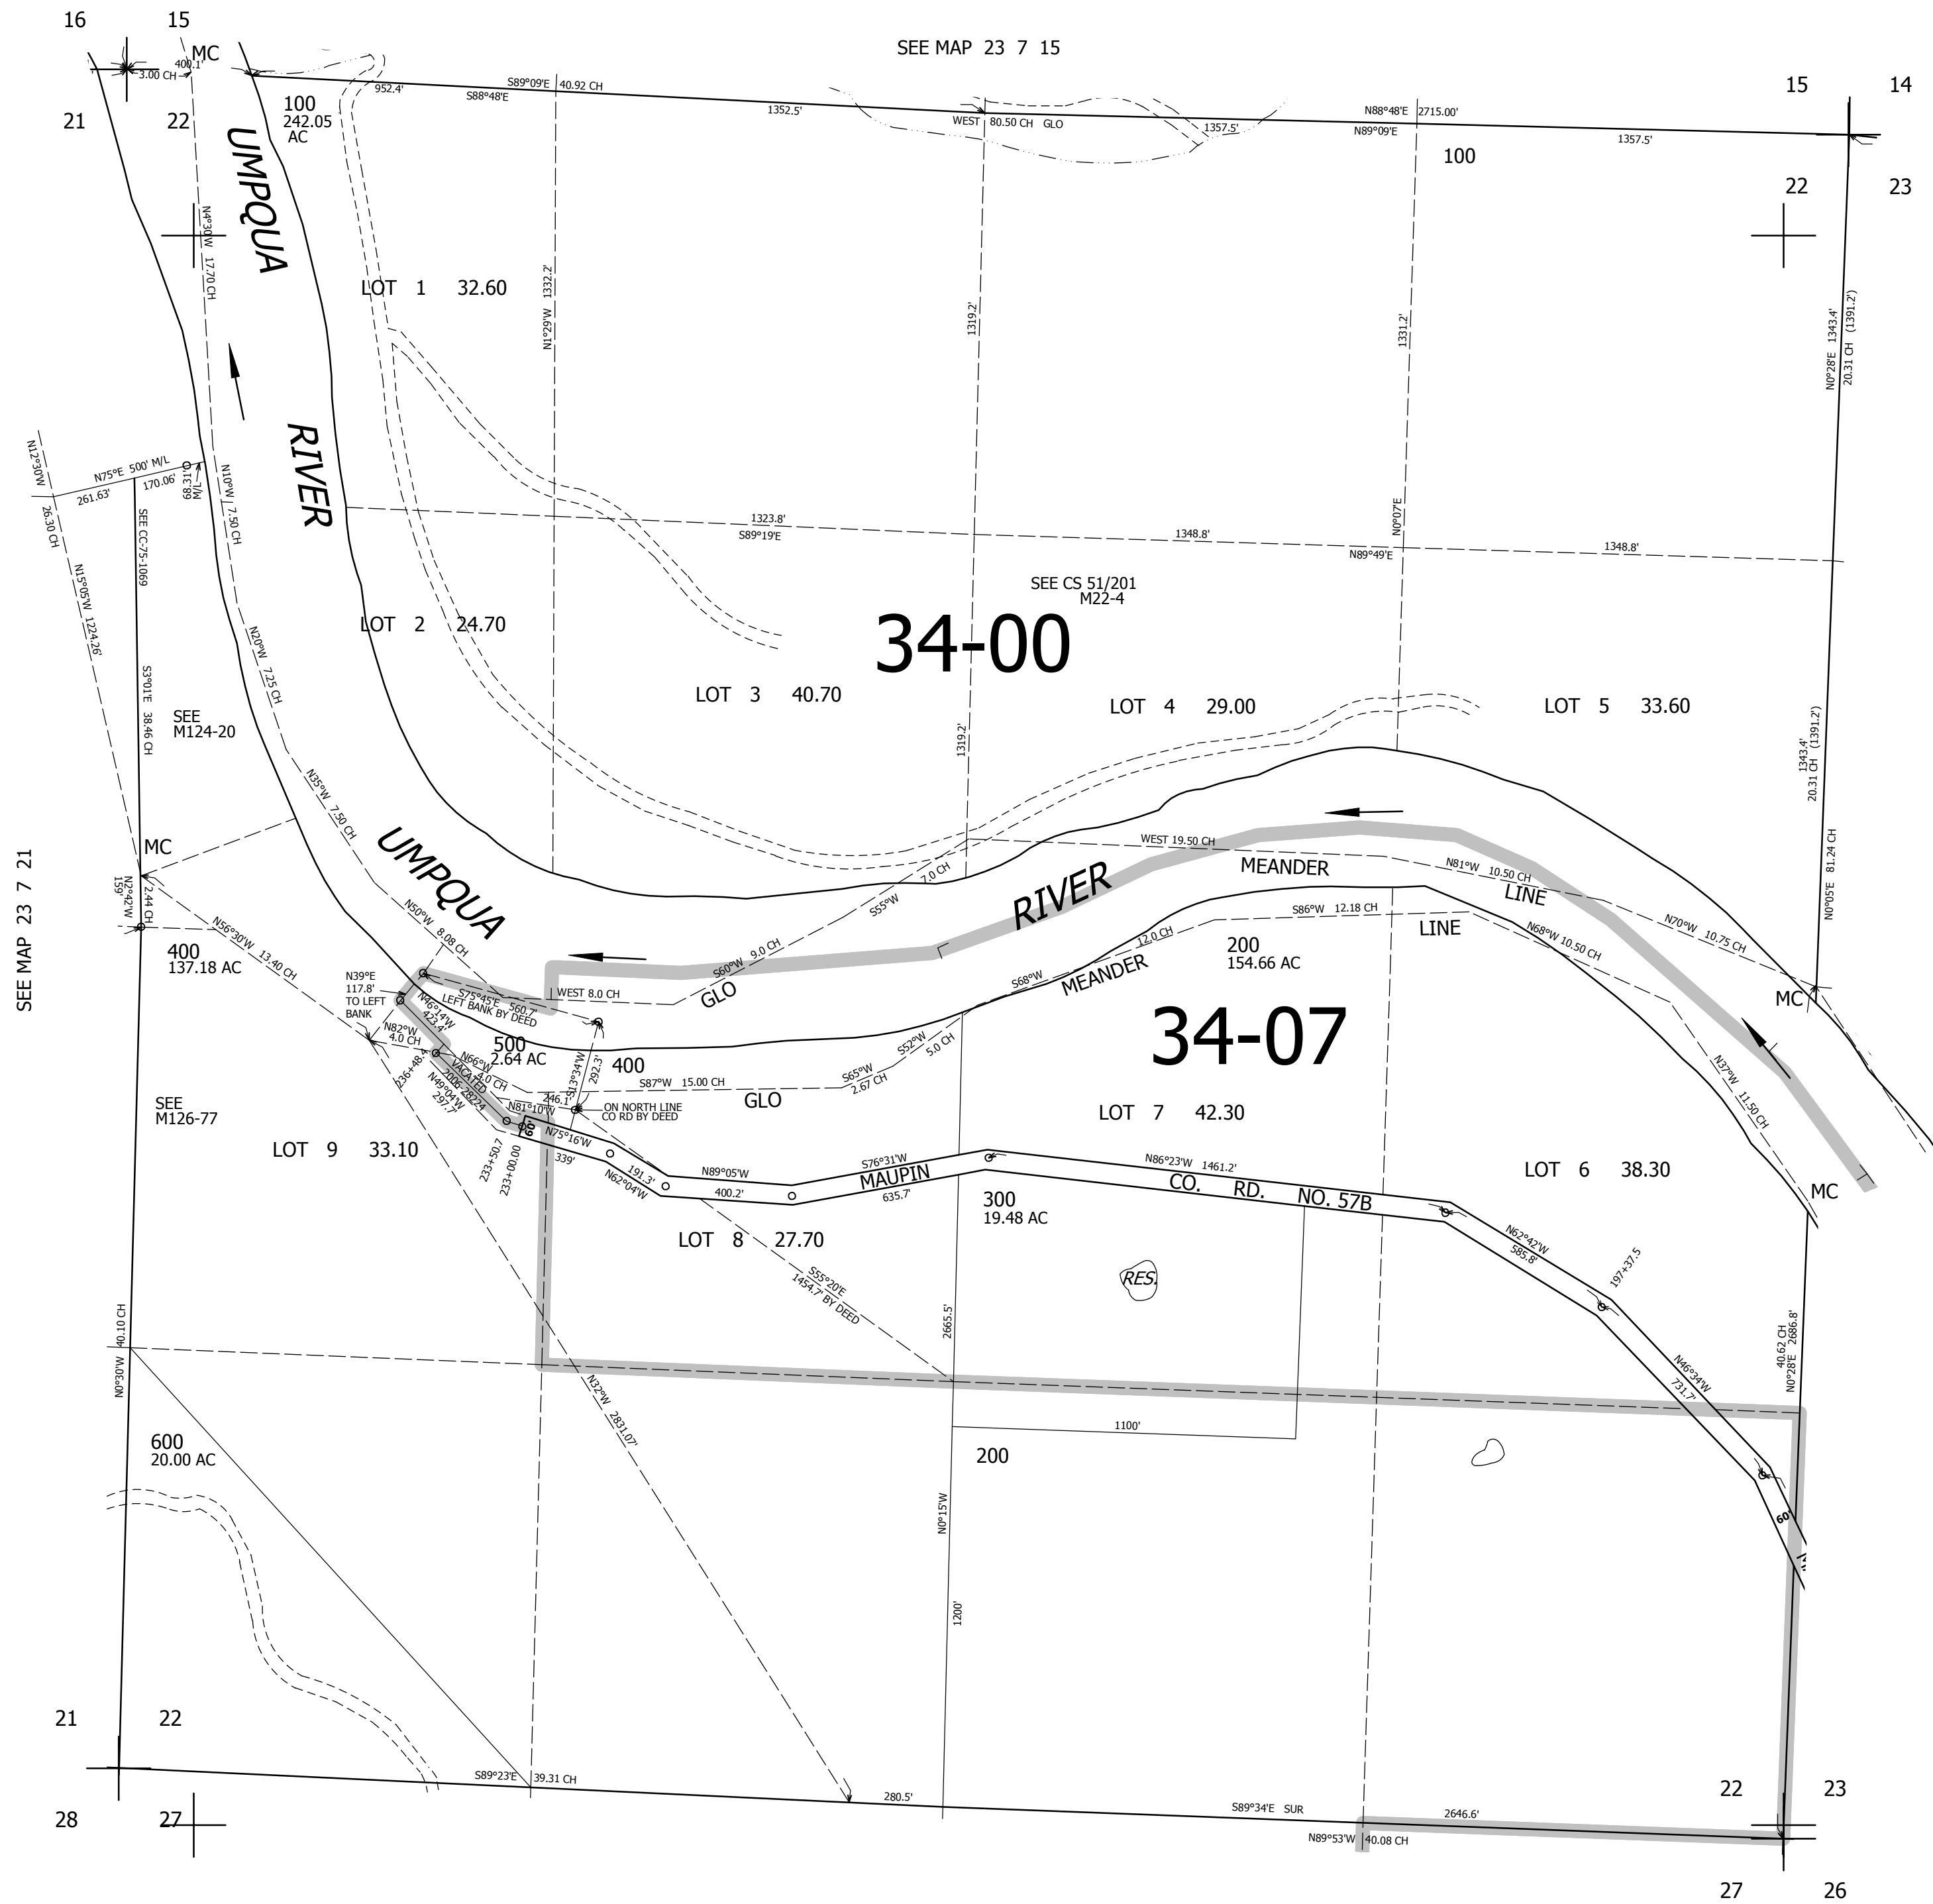 16
15
MC
400.1'
3.00 CH
SEE MAP 23 7 15
21
22
100
242.05
AC
952.4'
S89°09'E 40.92 CH
S88°48'E
1352.5'
WEST 80.50 CH GLO
1357.5'
N88°48'E 2715.00'
N89°09'E
1357.5'
100
15
14
22
23
UMPQUA
RIVER
N4°30'W 17.70 CH
LOT 1 32.60
N1°29'W 1332.2'
1319.2'
1331.2'
N0°28'E 1343.4'
20.31 CH (1391.2')
N12°30'W
26.30 CH
N75°E 500' M/L
261.63'
170.06'
68.31'
M/L
SEE CC-75-1069
N10°W 7.50 CH
N15°05'W 1224.26'
1323.8'
S89°19'E
1348.8'
N0°07'E
N89°49'E
1348.8'
SEE CS 51/201
M22-4
34-00
LOT 2 24.70
N20°W 7.25 CH
S3°01'E 38.46 CH
SEE
M124-20
LOT 3 40.70
LOT 4 29.00
LOT 5 33.60
1319.2'
1343.4'
20.31 CH (1391.2')
N35°W 7.50 CH
SEE MAP 23 7 21
MC
N2°42'W
159'
2.44 CH
UMPQUA
RIVER
WEST 19.50 CH
MEANDER
LINE
N81°W 10.50 CH
N70°W 10.75 CH
N0°05'E 81.24 CH
S55°W
7.0 CH
S60°W 9.0 CH
GLO
N50°W
8.08 CH
N56°30'W 13.40 CH
400
137.18 AC
N39°E
117.8'
TO LEFT
BANK
N46°14'W
423.4'
S75°45'E 560.7'
LEFT BANK BY DEED
WEST 8.0 CH
S68°W
12.0 CH
MEANDER
S86°W 12.18 CH
LINE
N68°W 10.50 CH
200
154.66 AC
MC
34-07
N82°W
4.0 CH
500
2.64 AC
N66°W
4.0 CH
VACATED
2006-28224
236+48.4
N49°04'W
297.7'
S13°34'W
292.3'
400
S87°W 15.00 CH
S65°W
2.67 CH
S52°W
5.0 CH
GLO
246.1'
N81°10'W
ON NORTH LINE
CO RD BY DEED
N37°W 11.50 CH
SEE
M126-77
LOT 9 33.10
LOT 7 42.30
LOT 6 38.30
MC
60'
N75°16'W
339'
233+50.7
233+00.00
191.3'
N62°04'W
N89°05'W
400.2'
S76°31'W
MAUPIN
635.7'
N86°23'W 1461.2'
CO. RD. NO. 57B
300
19.48 AC
LOT 8 27.70
S55°20'E
1454.7' BY DEED
RES.
N62°42'W
585.8'
197+37.5
N0°30'W 40.10 CH
2665.5'
40.62 CH
N0°28'E 2686.8'
N46°34'W
731.7'
N32°W 2831.07'
600
20.00 AC
1100'
200
N0°15'W
60'
1200'
21
22
S89°23'E 39.31 CH
280.5'
S89°34'E SUR
2646.6'
N89°53'W 40.08 CH
22
23
28
27
27
26